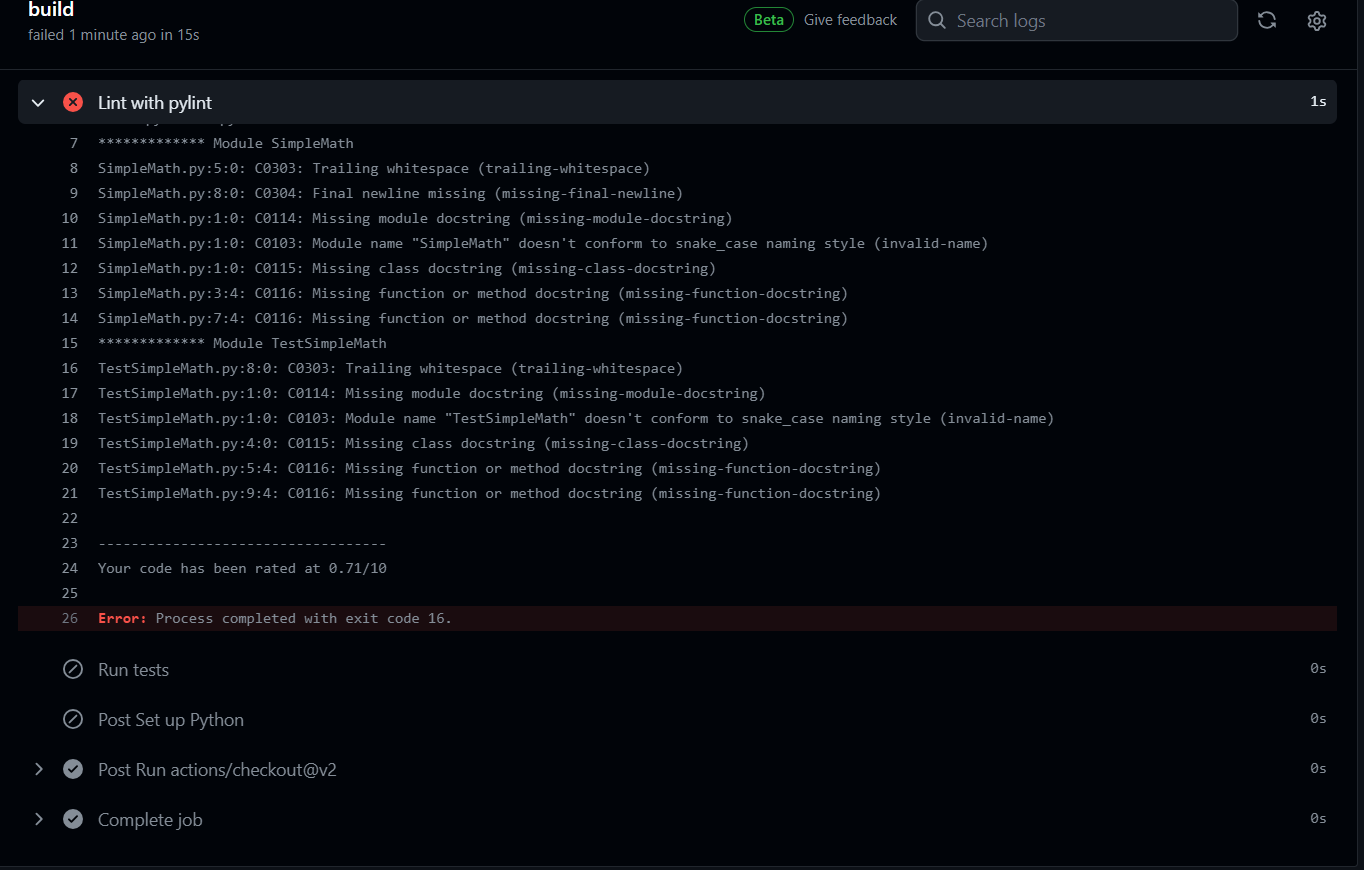 build
failed 1 minute ago in 15s
Beta Give feedback
Search logs
Lint with pylint 1s
7 ************* Module SimpleMath
8 SimpleMath.py:5:0: C0303: Trailing whitespace (trailing-whitespace)
9 SimpleMath.py:8:0: C0304: Final newline missing (missing-final-newline)
10 SimpleMath.py:1:0: C0114: Missing module docstring (missing-module-docstring)
11 SimpleMath.py:1:0: C0103: Module name "SimpleMath" doesn't conform to snake_case naming style (invalid-name)
12 SimpleMath.py:1:0: C0115: Missing class docstring (missing-class-docstring)
13 SimpleMath.py:3:4: C0116: Missing function or method docstring (missing-function-docstring)
14 SimpleMath.py:7:4: C0116: Missing function or method docstring (missing-function-docstring)
15 ************* Module TestSimpleMath
16 TestSimpleMath.py:8:0: C0303: Trailing whitespace (trailing-whitespace)
17 TestSimpleMath.py:1:0: C0114: Missing module docstring (missing-module-docstring)
18 TestSimpleMath.py:1:0: C0103: Module name "TestSimpleMath" doesn't conform to snake_case naming style (invalid-name)
19 TestSimpleMath.py:4:0: C0115: Missing class docstring (missing-class-docstring)
20 TestSimpleMath.py:5:4: C0116: Missing function or method docstring (missing-function-docstring)
21 TestSimpleMath.py:9:4: C0116: Missing function or method docstring (missing-function-docstring)
22
23 -----------------------------------
24 Your code has been rated at 0.71/10
25
26 Error: Process completed with exit code 16.
Run tests 0s
Post Set up Python 0s
Post Run actions/checkout@v2 0s
Complete job 0s